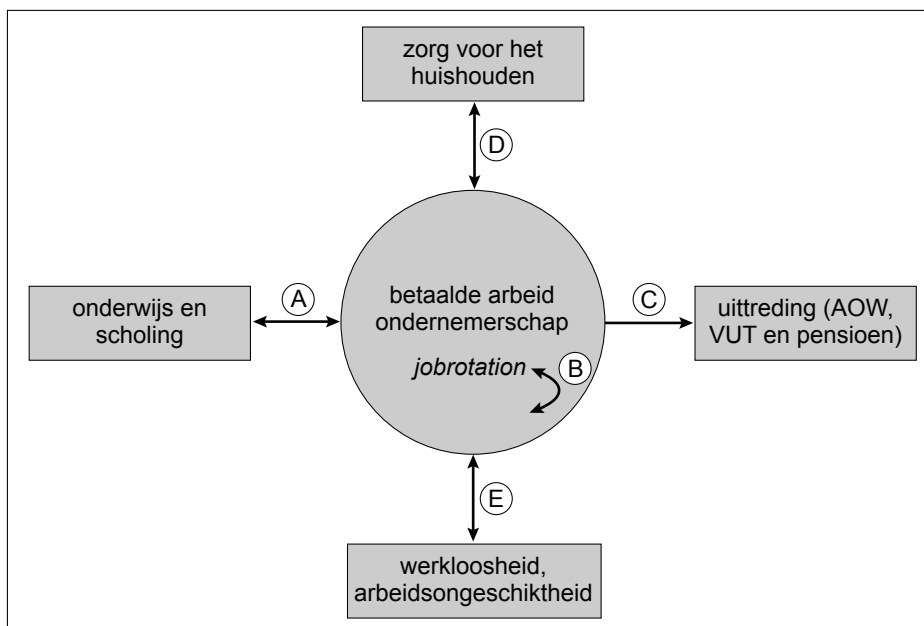 zorg voor het
huishouden
D
onderwijs en
scholing
A
betaalde arbeid
ondernemerschap
jobrotation
B
C
uittreding (AOW,
VUT en pensioen)
E
werkloosheid,
arbeidsongeschiktheid